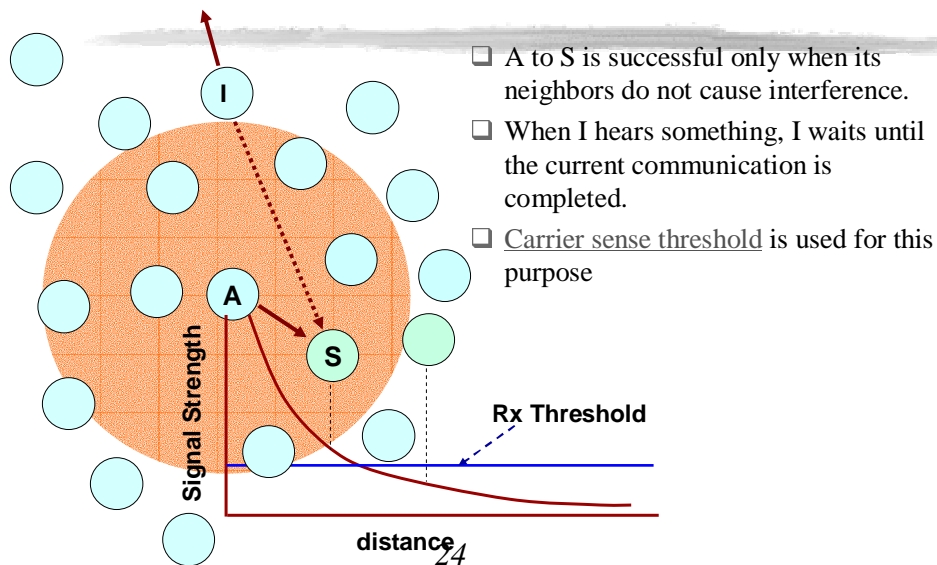 I
A
S
Signal Strength
Rx Threshold
distance
24
❑ A to S is successful only when its
neighbors do not cause interference.
❑ When I hears something, I waits until
the current communication is
completed.
❑ Carrier sense threshold is used for this
purpose